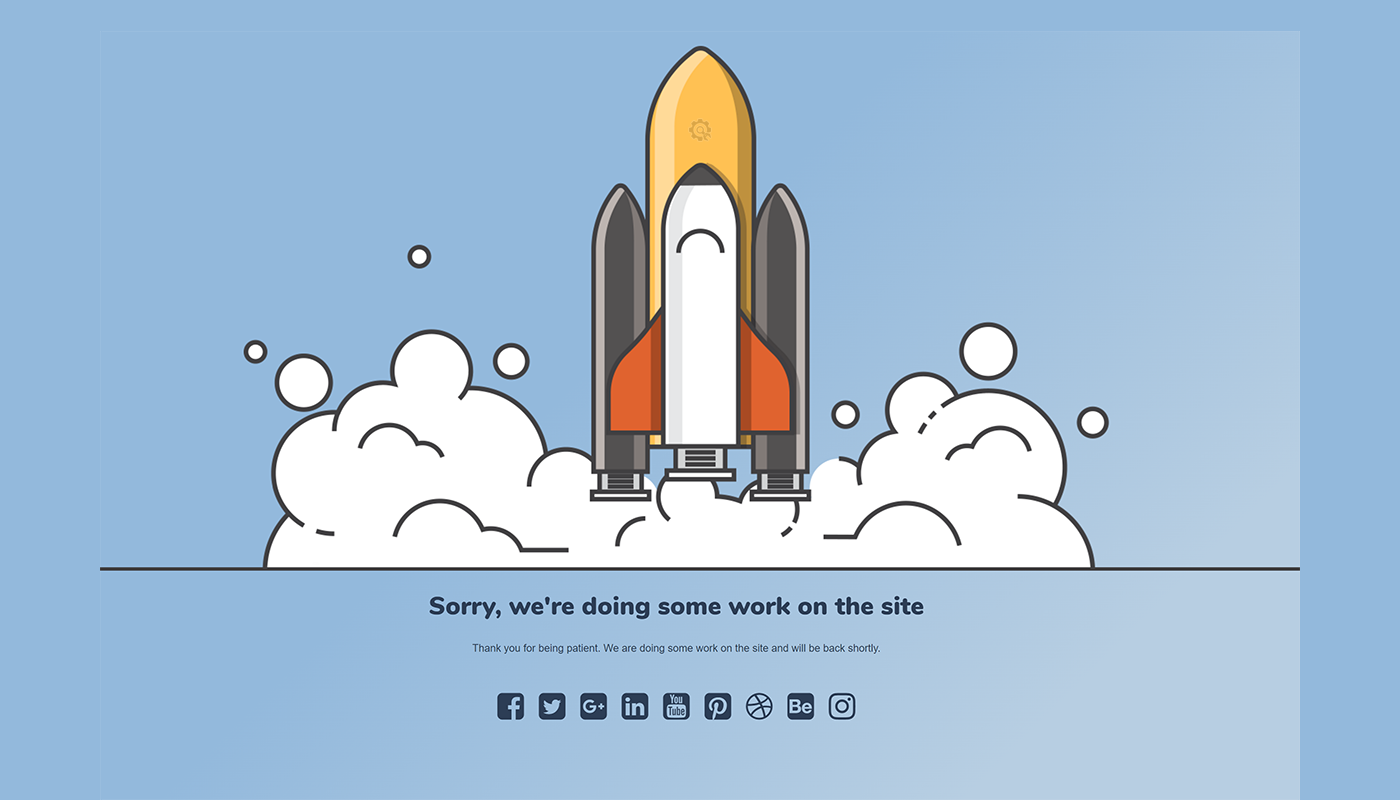 Sorry, we're doing some work on the site
Thank you for being patient. We are doing some work on the site and will be back shortly.
f G+ in You Tube Be